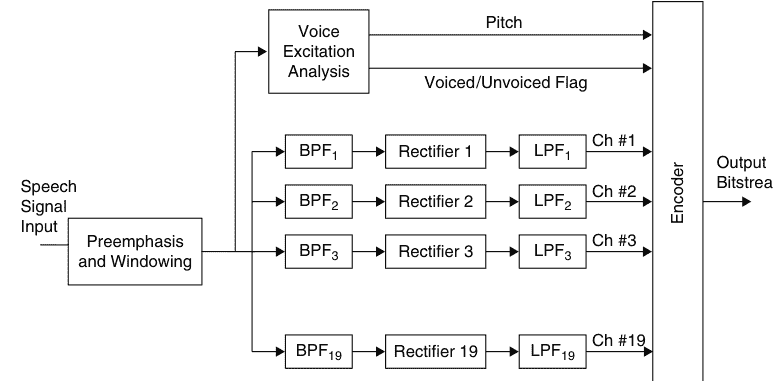 Voice
Excitation
Analysis
Pitch
Voiced/Unvoiced Flag
BPF₁
Rectifier 1
LPF₁
Ch #1
BPF₂
Rectifier 2
LPF₂
Ch #2
BPF₃
Rectifier 3
LPF₃
Ch #3
BPF₁₉
Rectifier 19
LPF₁₉
Ch #19
Speech
Signal
Input
Preemphasis
and Windowing
Encoder
Output
Bitstrea